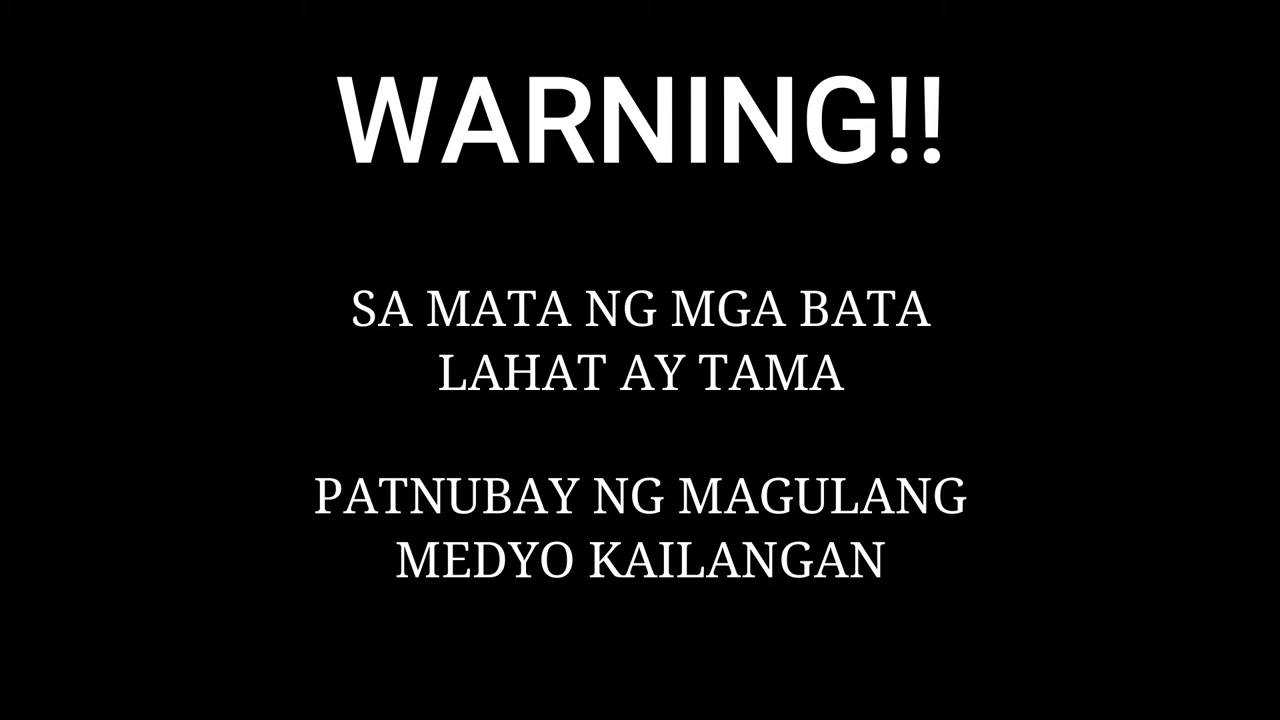 WARNING!!
SA MATA NG MGA BATA
LAHAT AY TAMA
PATNUBAY NG MAGULANG
MEDYO KAILANGAN